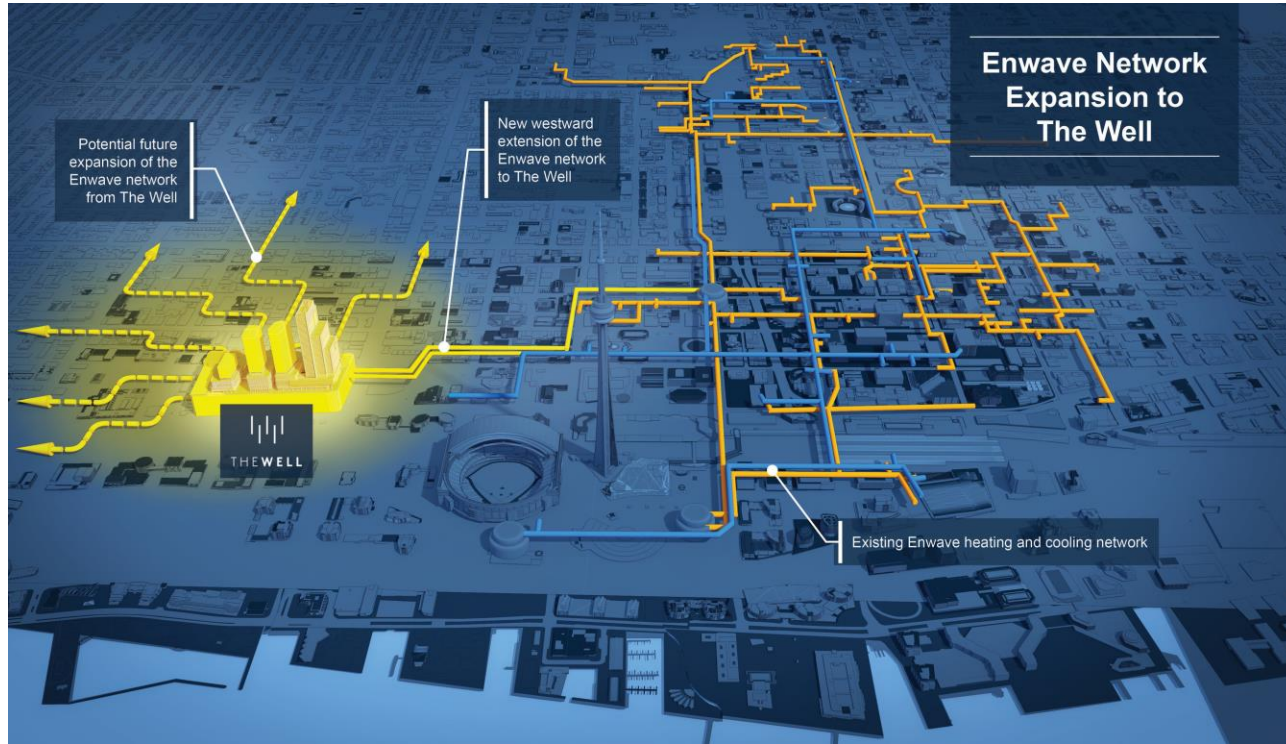 Enwave Network
Expansion to
The Well
Potential future
expansion of the
Enwave network
from The Well
New westward
extension of the
Enwave network
to The Well
THEWELL
Existing Enwave heating and cooling network